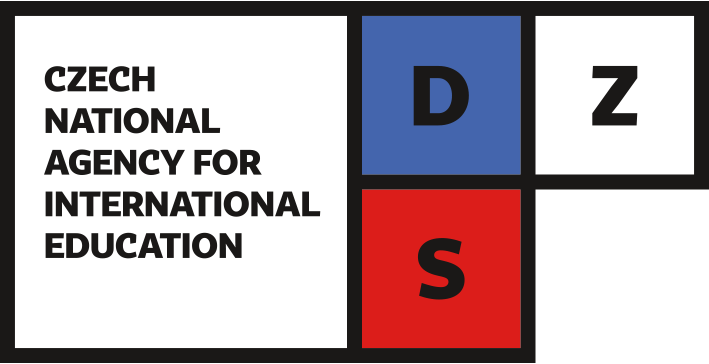 CZECH
NATIONAL
AGENCY FOR
INTERNATIONAL
EDUCATION
D Z
S